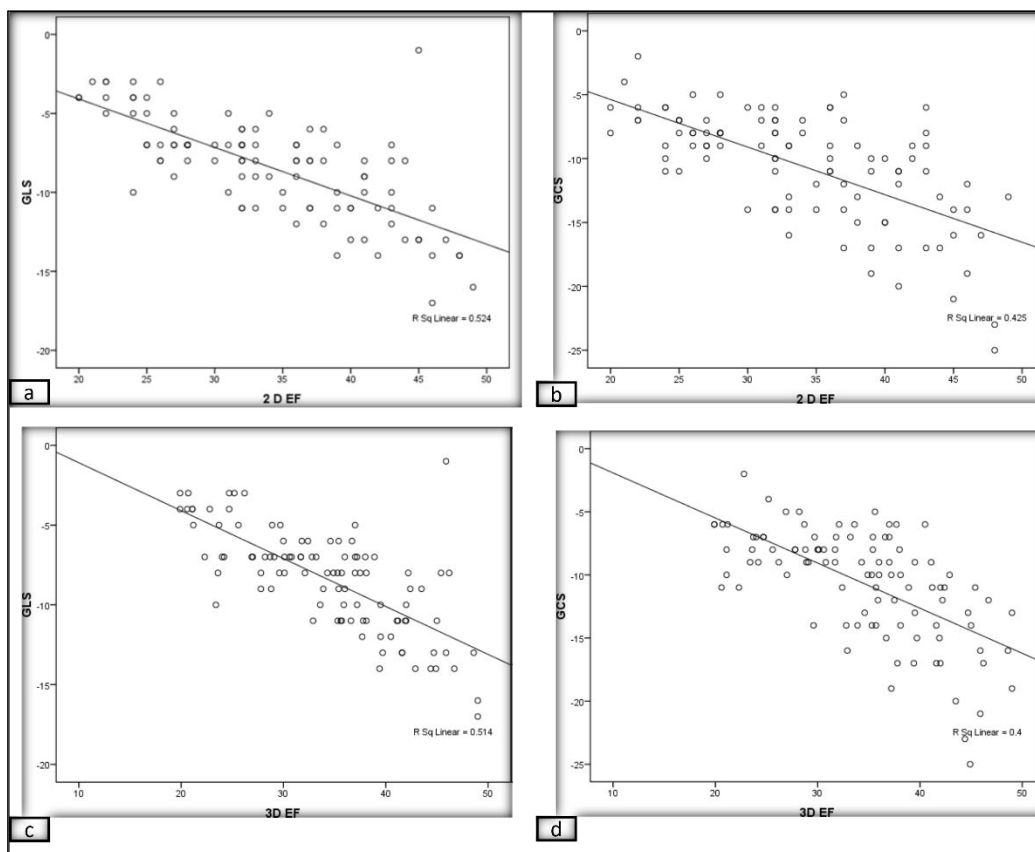 0
-5
-10
-15
-20
GLS
20 25 30 35 40 45 50
2 D EF
R Sq Linear = 0.524
a
0
-5
-10
-15
-20
-25
GCS
20 25 30 35 40 45 50
2 D EF
R Sq Linear = 0.425
b
0
-5
-10
-15
-20
GLS
10 20 30 40 50
3D EF
R Sq Linear = 0.514
c
0
-5
-10
-15
-20
-25
GCS
10 20 30 40 50
3D EF
R Sq Linear = 0.4
d